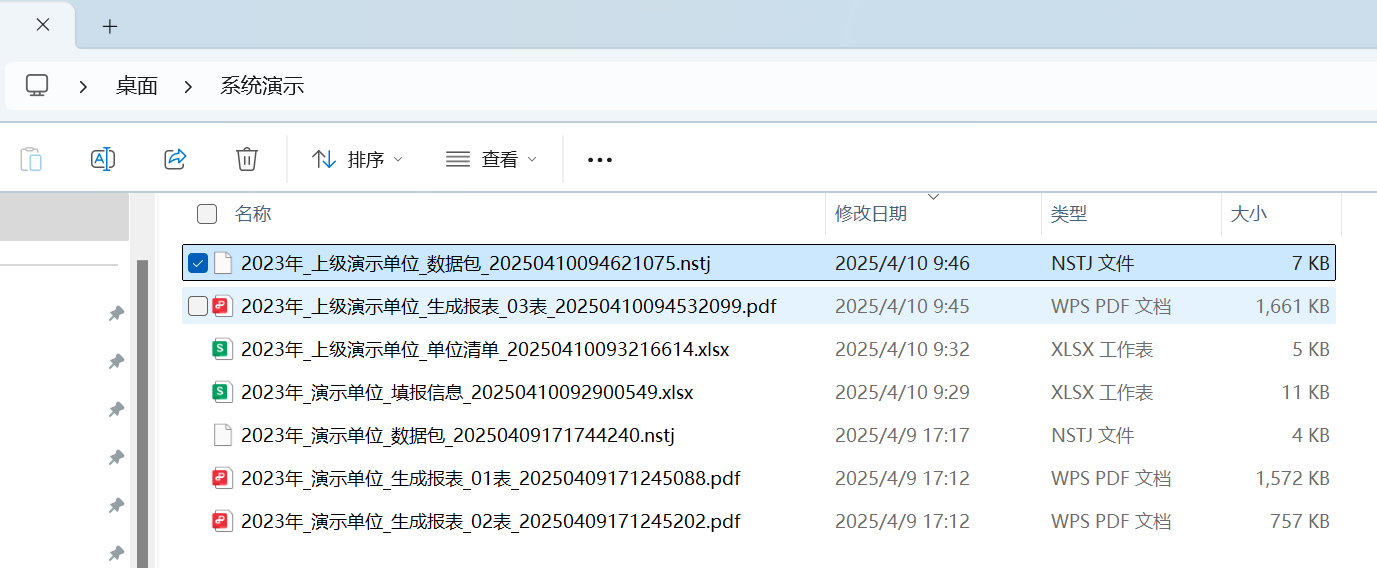 桌面 系统演示
排序 查看
名称 修改日期 类型 大小
2023年_上级演示单位_数据包_20250410094621075.nstj 2025/4/10 9:46 NSTJ 文件 7 KB
2023年_上级演示单位_生成报表_03表_20250410094532099.pdf 2025/4/10 9:45 WPS PDF 文档 1,661 KB
2023年_上级演示单位_单位清单_20250410093216614.xlsx 2025/4/10 9:32 XLSX 工作表 5 KB
2023年_演示单位_填报信息_20250410092900549.xlsx 2025/4/10 9:29 XLSX 工作表 11 KB
2023年_演示单位_数据包_20250409171744240.nstj 2025/4/9 17:17 NSTJ 文件 4 KB
2023年_演示单位_生成报表_01表_20250409171245088.pdf 2025/4/9 17:12 WPS PDF 文档 1,572 KB
2023年_演示单位_生成报表_02表_20250409171245202.pdf 2025/4/9 17:12 WPS PDF 文档 757 KB